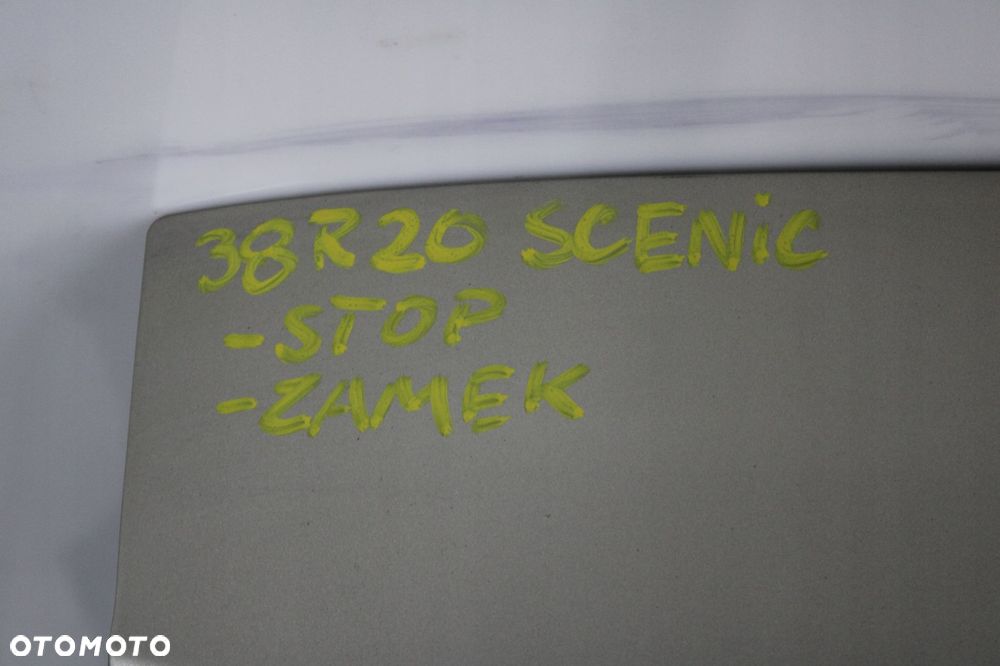 38R20 SCENiC
-STOP
-ZAMEK
OTOMOTO